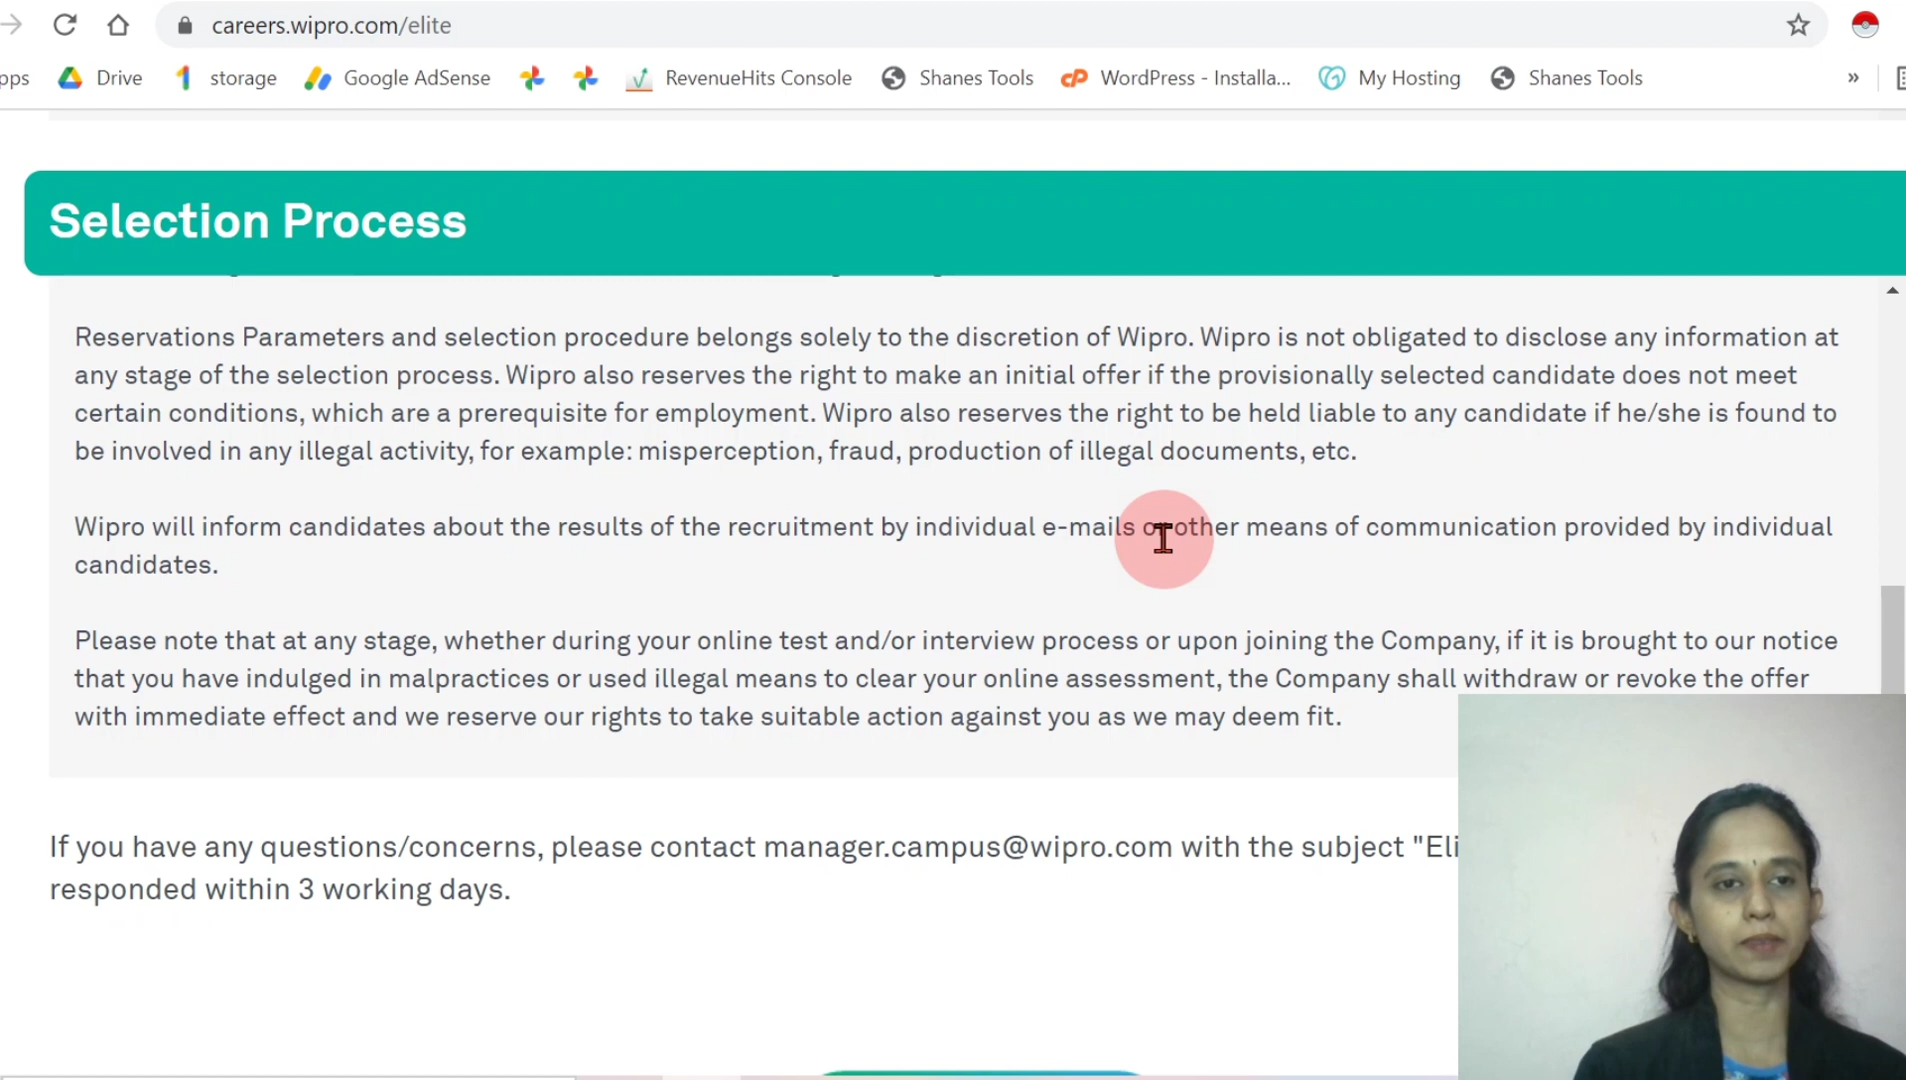 careers.wipro.com/elite
pps Drive storage Google AdSense RevenueHits Console Shanes Tools WordPress - Installa... My Hosting Shanes Tools »
Selection Process
Reservations Parameters and selection procedure belongs solely to the discretion of Wipro. Wipro is not obligated to disclose any information at
any stage of the selection process. Wipro also reserves the right to make an initial offer if the provisionally selected candidate does not meet
certain conditions, which are a prerequisite for employment. Wipro also reserves the right to be held liable to any candidate if he/she is found to
be involved in any illegal activity, for example: misperception, fraud, production of illegal documents, etc.
Wipro will inform candidates about the results of the recruitment by individual e-mails or other means of communication provided by individual
candidates.
Please note that at any stage, whether during your online test and/or interview process or upon joining the Company, if it is brought to our notice
that you have indulged in malpractices or used illegal means to clear your online assessment, the Company shall withdraw or revoke the offer
with immediate effect and we reserve our rights to take suitable action against you as we may deem fit.
If you have any questions/concerns, please contact manager.campus@wipro.com with the subject "Eli
responded within 3 working days.